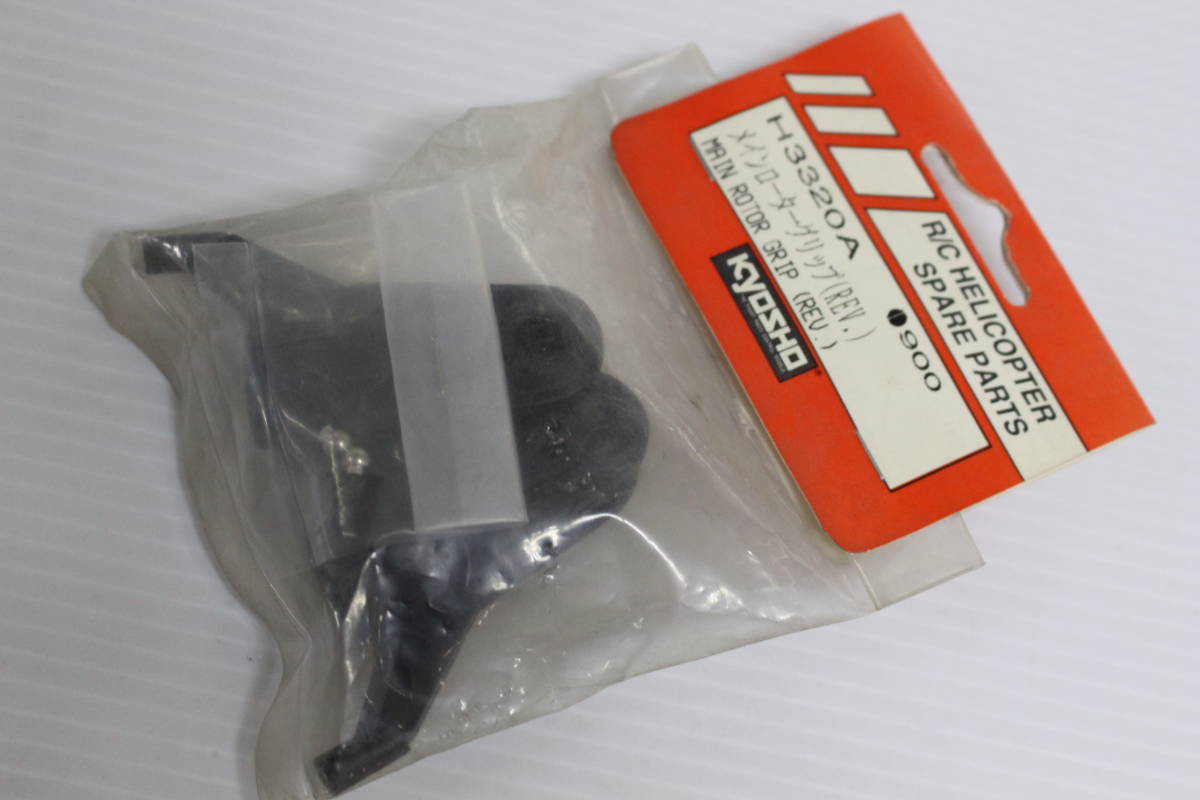 R/C HELICOPTER
SPARE PARTS
H3320A
●900
メインローターグリップ(REV.)
MAIN ROTOR GRIP (REV.)
KYOSHO